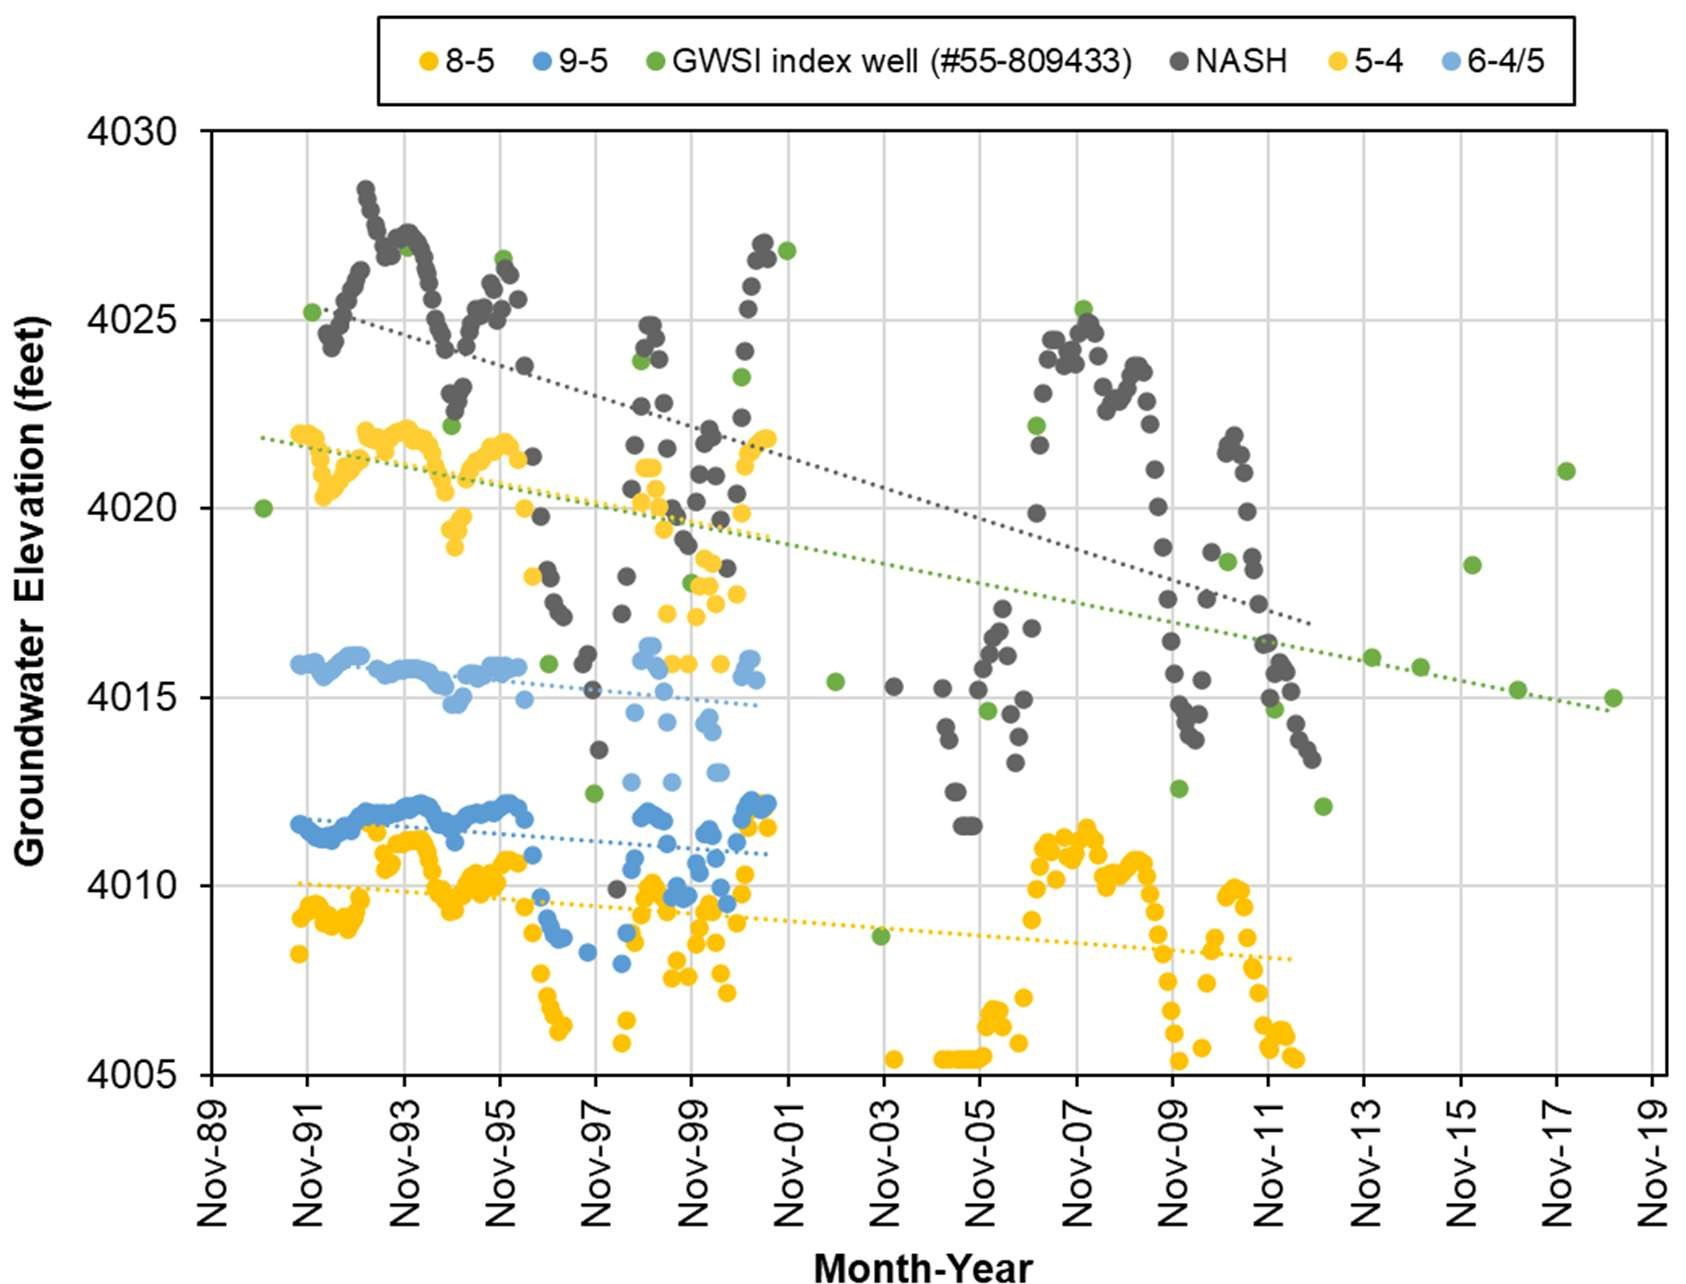 8-5 9-5 GWSI index well (#55-809433) NASH 5-4 6-4/5
4030
4025
4020
4015
4010
4005
Groundwater Elevation (feet)
Nov-89 Nov-91 Nov-93 Nov-95 Nov-97 Nov-99 Nov-01 Nov-03 Nov-05 Nov-07 Nov-09 Nov-11 Nov-13 Nov-15 Nov-17 Nov-19
Month-Year